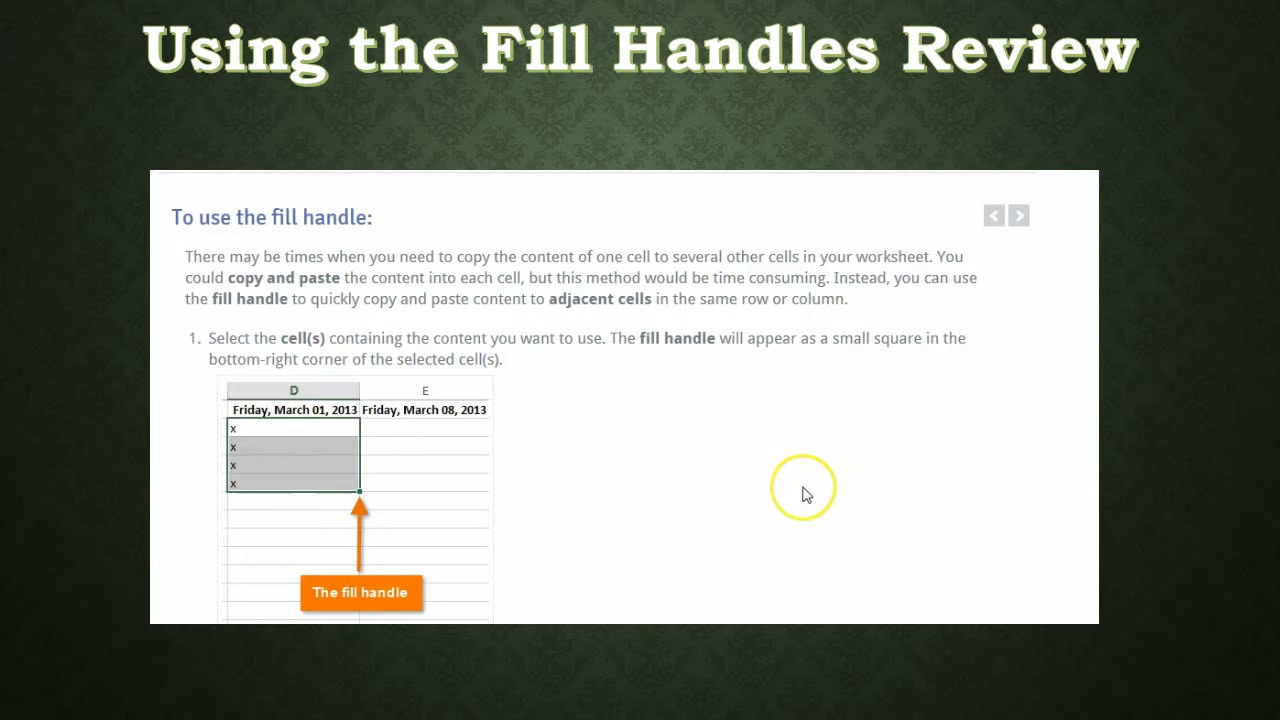 Using the Fill Handles Review
To use the fill handle:
There may be times when you need to copy the content of one cell to several other cells in your worksheet. You
could copy and paste the content into each cell, but this method would be time consuming. Instead, you can use
the fill handle to quickly copy and paste content to adjacent cells in the same row or column.
1. Select the cell(s) containing the content you want to use. The fill handle will appear as a small square in the
bottom-right corner of the selected cell(s).
D E
Friday, March 01, 2013 Friday, March 08, 2013
x
x
x
x
The fill handle